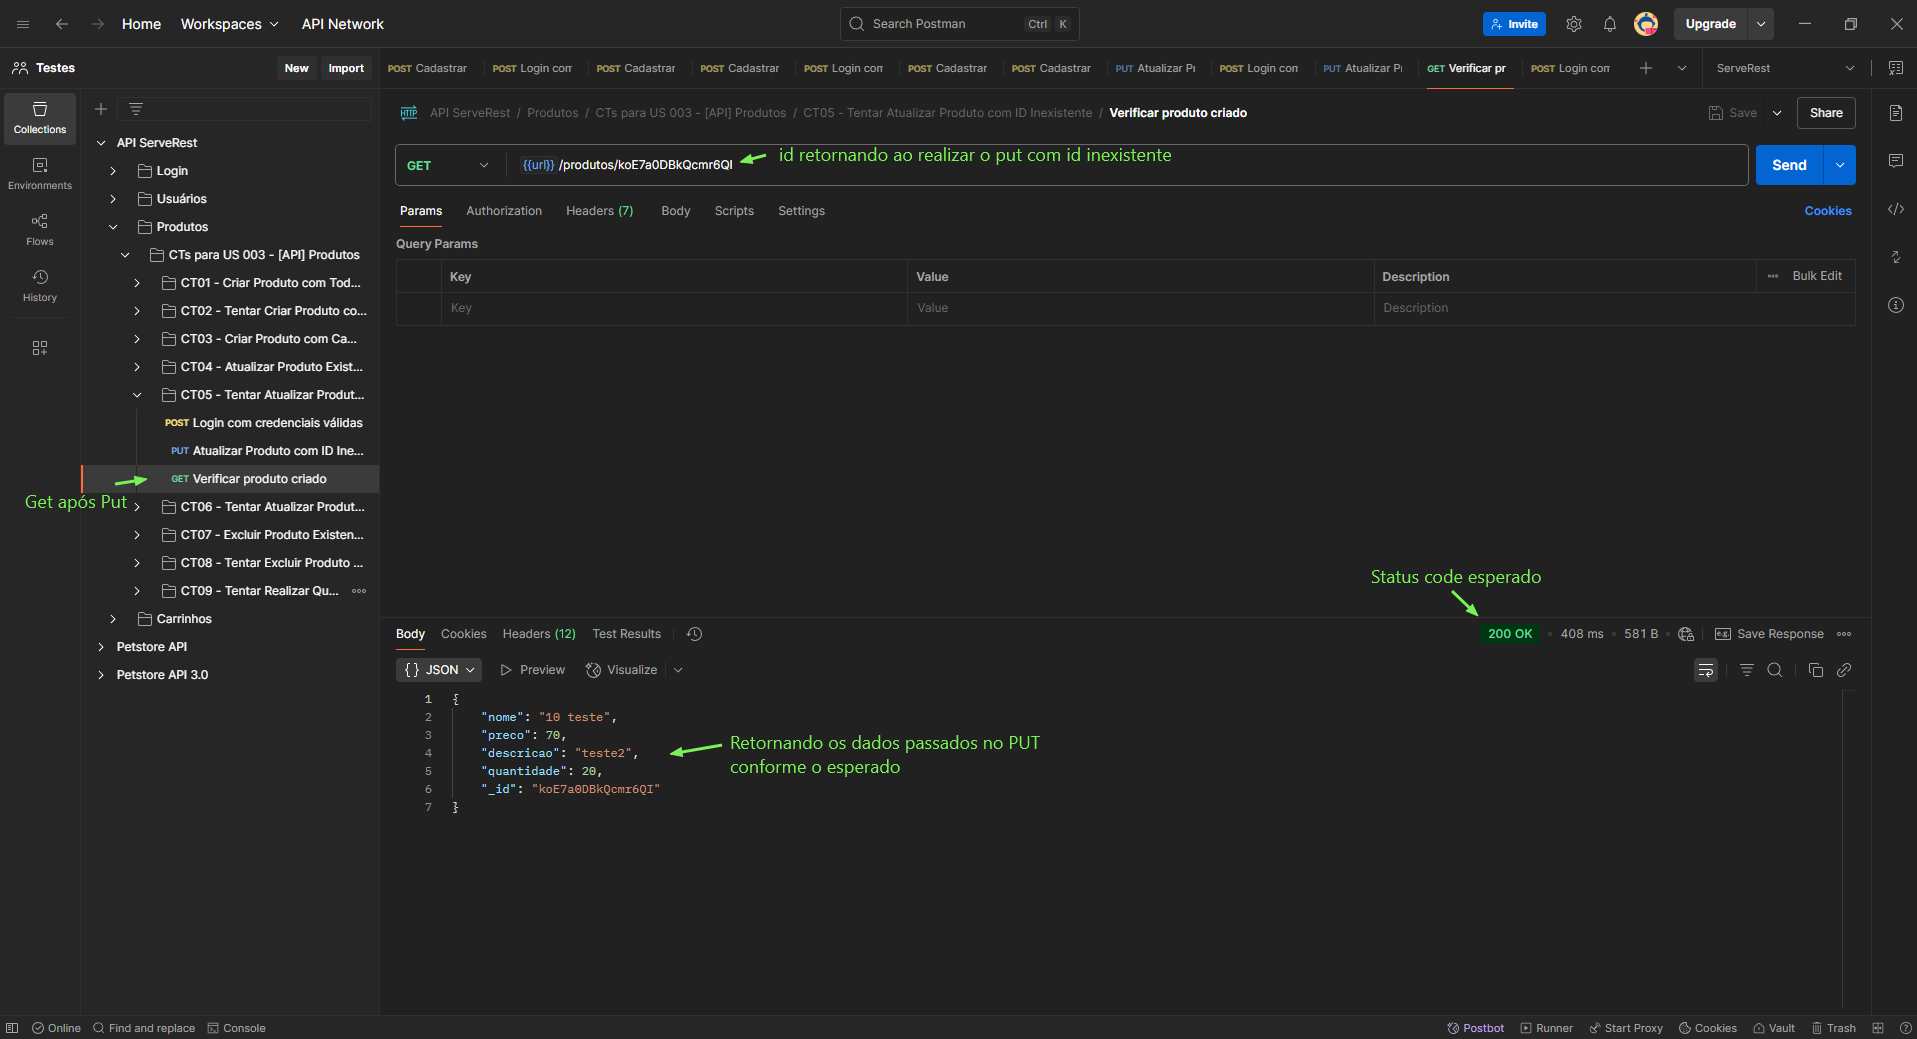 Home
Workspaces
API Network
Search Postman
Ctrl K
Invite
Upgrade
Testes
New
Import
POST Cadastrar
POST Login con
POST Cadastrar
POST Cadastrar
POST Login con
POST Cadastrar
POST Cadastrar
PUT Atualizar Pr
POST Login con
PUT Atualizar Pr
GET Verificar pr
POST Login con
ServeRest
Collections
Environments
Flows
History
API ServeRest
Login
Usuários
Produtos
CTs para US 003 - [API] Produtos
CT01 - Criar Produto com Tod...
CT02 - Tentar Criar Produto co...
CT03 - Criar Produto com Ca...
CT04 - Atualizar Produto Exist...
CT05 - Tentar Atualizar Produt...
POST Login com credenciais válidas
PUT Atualizar Produto com ID Ine...
GET Verificar produto criado
Get após Put
CT06 - Tentar Atualizar Produt...
CT07 - Excluir Produto Existen...
CT08 - Tentar Excluir Produto ...
CT09 - Tentar Realizar Qu...
Carrinhos
Petstore API
Petstore API 3.0
HTTP API ServeRest / Produtos / CTs para US 003 - [API] Produtos / CT05 - Tentar Atualizar Produto com ID Inexistente / Verificar produto criado
Save
Share
GET
{{url}} /produtos/koE7a0DBkQcmr6QI
id retornando ao realizar o put com id inexistente
Send
Params
Authorization
Headers (7)
Body
Scripts
Settings
Cookies
Query Params
Key Value Description
Bulk Edit
Key Value Description
Status code esperado
Body
Cookies
Headers (12)
Test Results
200 OK • 408 ms • 581 B
e.g. Save Response
{} JSON
Preview
Visualize
1 {
2 "nome": "10 teste",
3 "preco": 70,
4 "descricao": "teste2",
5 "quantidade": 20,
6 "_id": "koE7a0DBkQcmr6QI"
7 }
Retornando os dados passados no PUT
conforme o esperado
Online
Find and replace
Console
Postbot
Runner
Start Proxy
Cookies
Vault
Trash